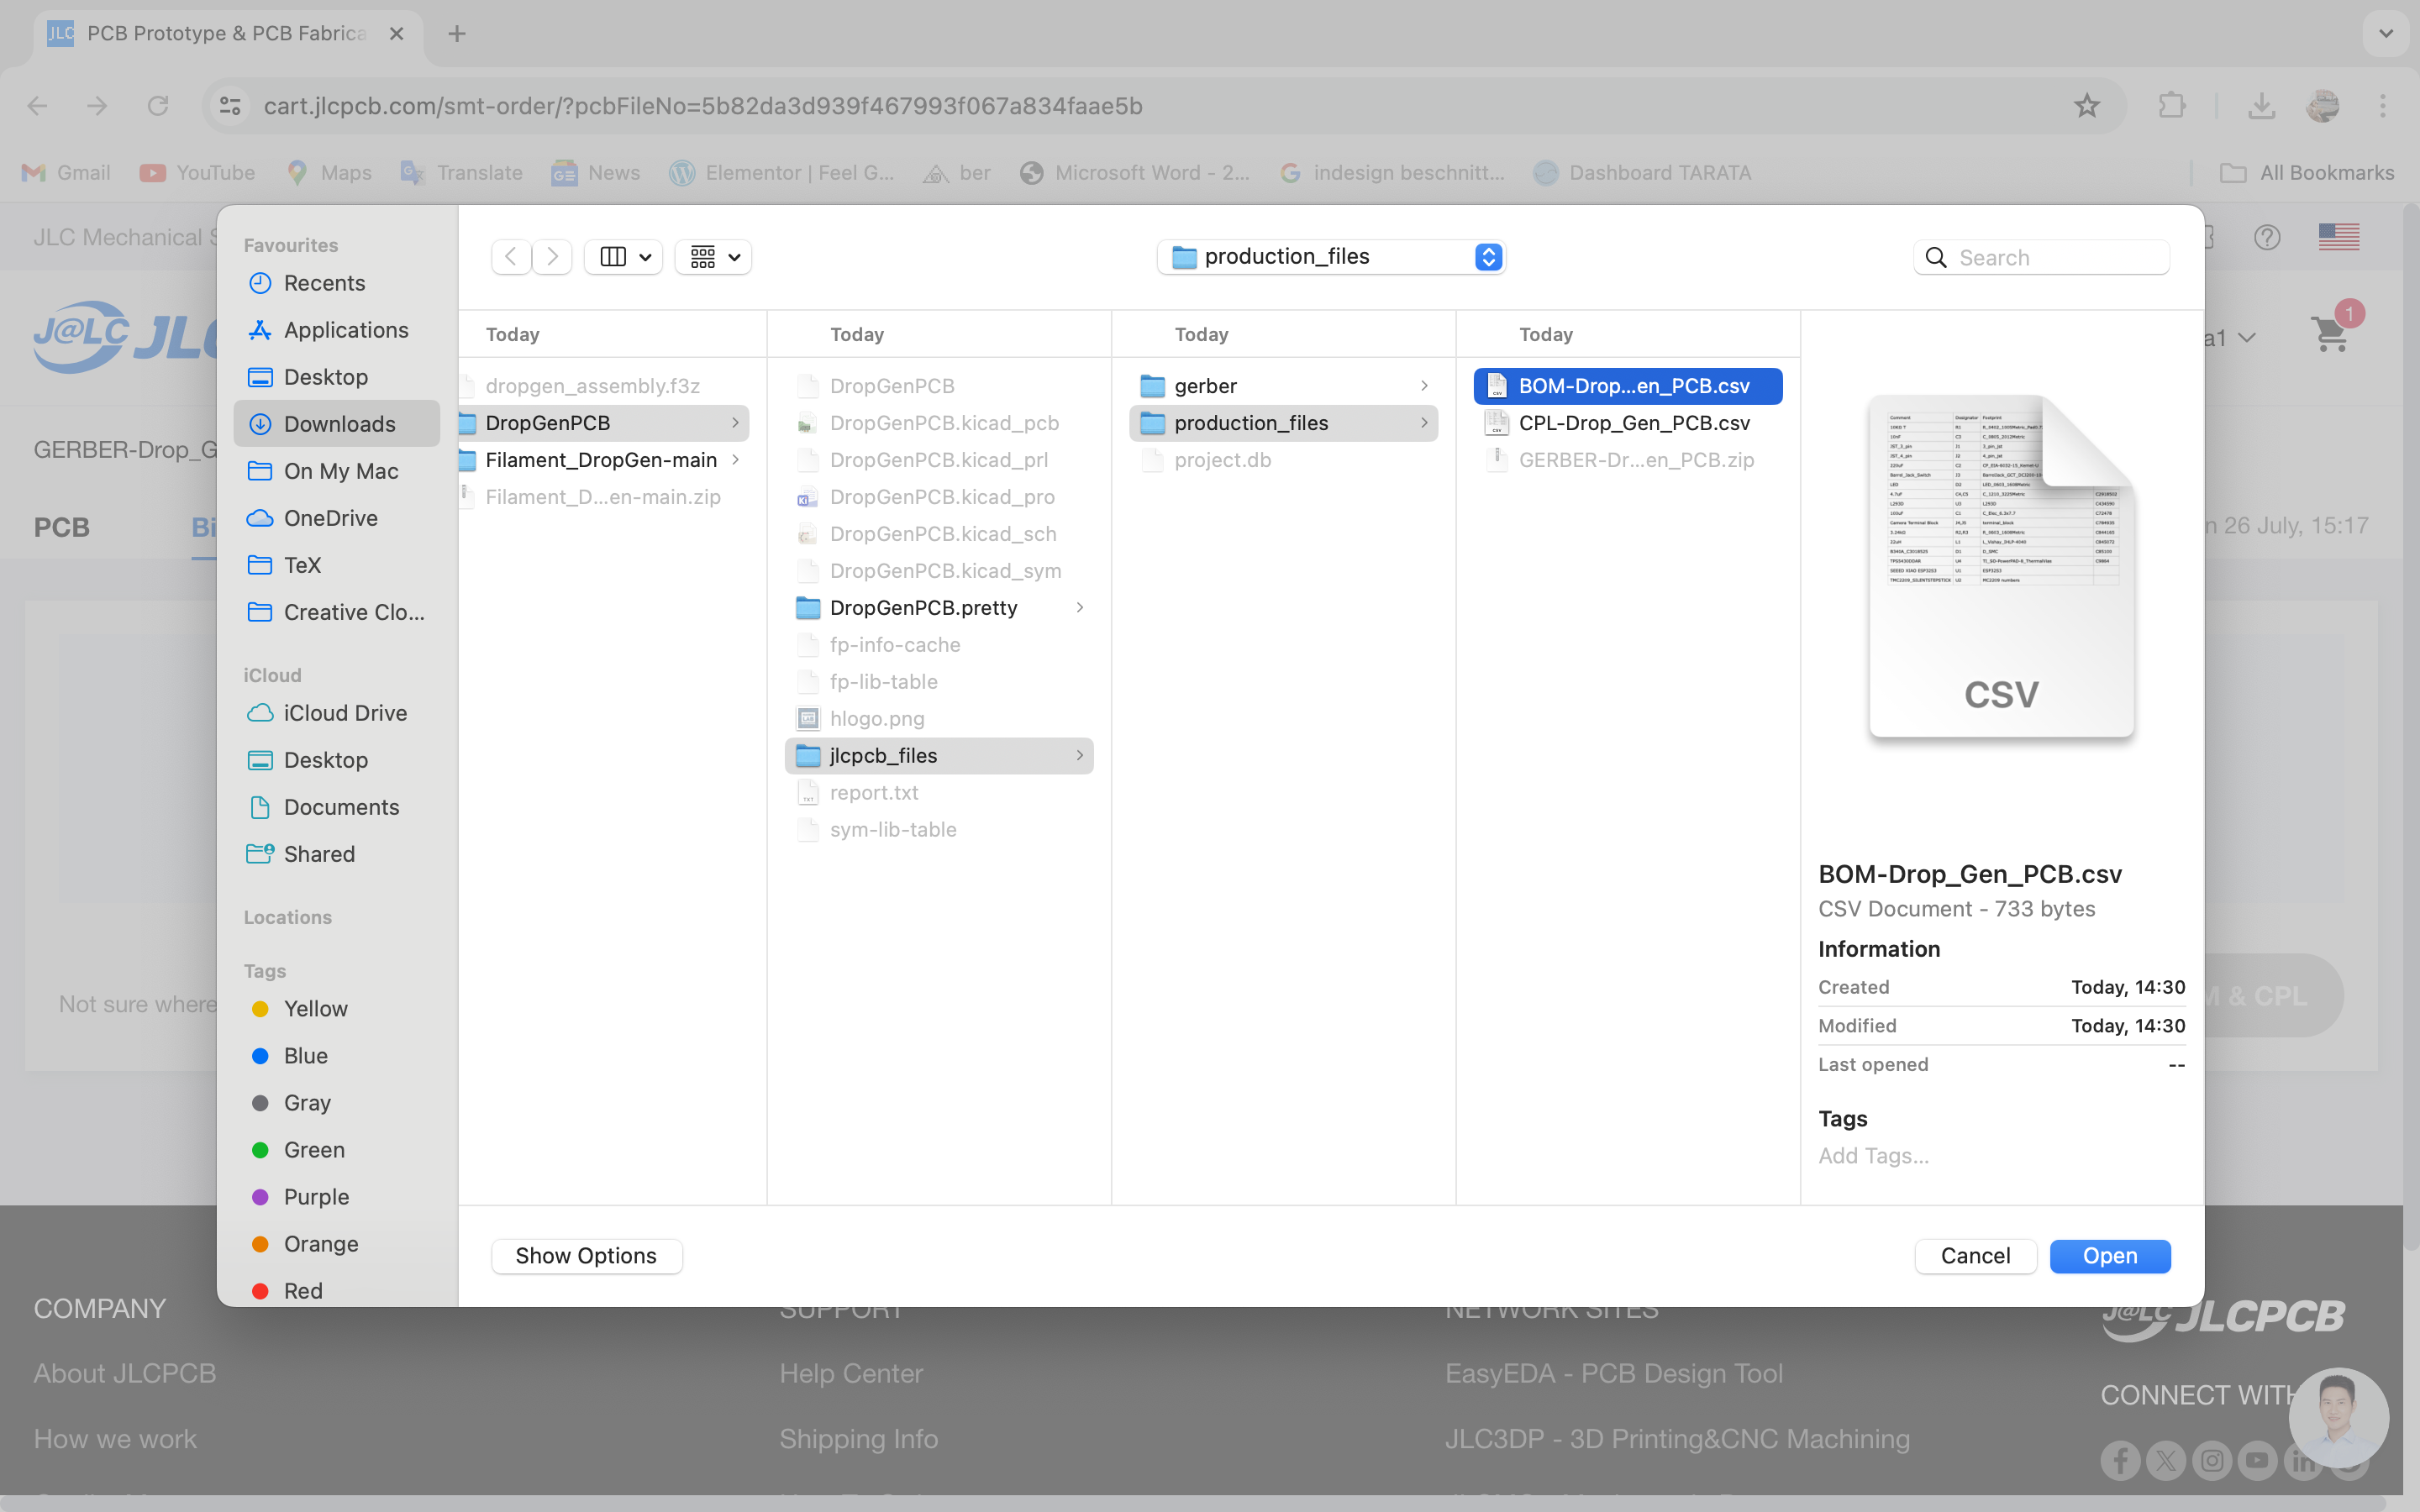 JLC PCB Prototype & PCB Fabrica
cart.jlcpcb.com/smt-order/?pcbFileNo=5b82da3d939f467993f067a834faae5b
Gmail YouTube Maps Translate News Elementor | Feel G... ber Microsoft Word - 2... indesign beschnitt... Dashboard TARATA All Bookmarks
JLC Mechanical S
J@LC JLC
a1
1
GERBER-Drop_G
PCB Bi
n 26 July, 15:17
Not sure where
M & CPL
Favourites
Recents
Applications
Desktop
Downloads
On My Mac
OneDrive
TeX
Creative Clo...
iCloud
iCloud Drive
Desktop
Documents
Shared
Locations
Tags
Yellow
Blue
Gray
Green
Purple
Orange
Red
production_files
Search
Today
dropgen_assembly.f3z
DropGenPCB
Filament_DropGen-main
Filament_D...en-main.zip
Today
DropGenPCB
DropGenPCB.kicad_pcb
DropGenPCB.kicad_prl
DropGenPCB.kicad_pro
DropGenPCB.kicad_sch
DropGenPCB.kicad_sym
DropGenPCB.pretty
fp-info-cache
fp-lib-table
hlogo.png
jlcpcb_files
report.txt
sym-lib-table
Today
gerber
production_files
project.db
Today
BOM-Drop...en_PCB.csv
CPL-Drop_Gen_PCB.csv
GERBER-Dr...en_PCB.zip
Comment Designator Footprint
CSV
BOM-Drop_Gen_PCB.csv
CSV Document - 733 bytes
Information
Created Today, 14:30
Modified Today, 14:30
Last opened --
Tags
Add Tags...
Show Options
Cancel
Open
COMPANY
About JLCPCB
How we work
SUPPORT
Help Center
Shipping Info
NETWORK SITES
EasyEDA - PCB Design Tool
JLC3DP - 3D Printing&CNC Machining
J@LC JLCPCB
CONNECT WITH